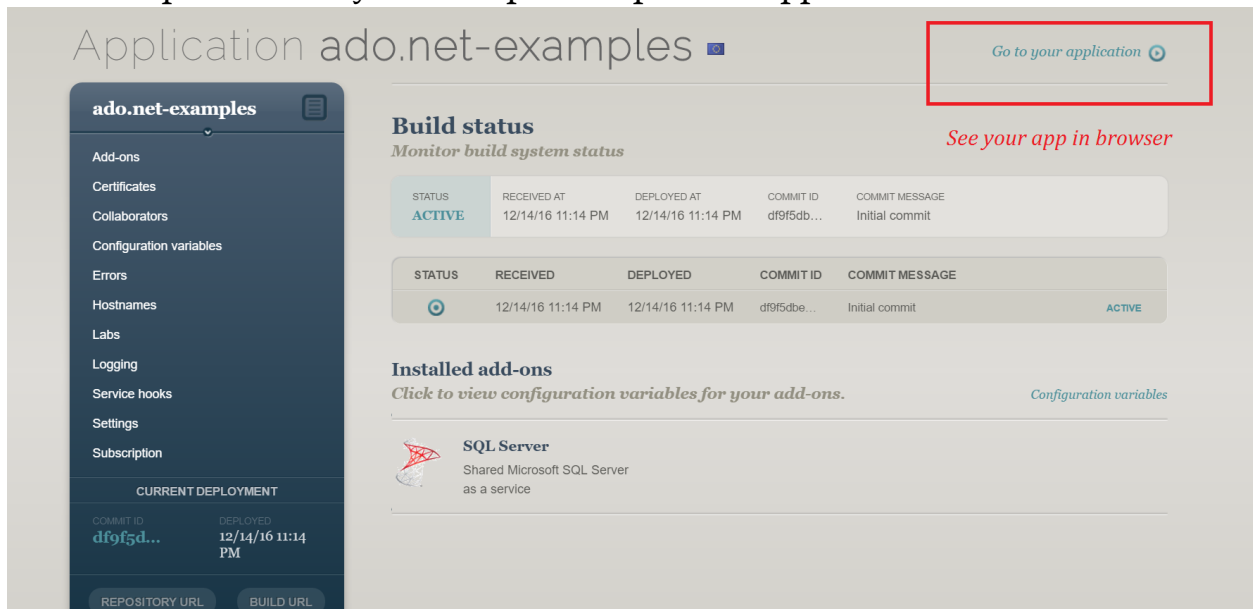 Application ado.net-examples
Go to your application
See your app in browser
ado.net-examples
Add-ons
Certificates
Collaborators
Configuration variables
Errors
Hostnames
Labs
Logging
Service hooks
Settings
Subscription
CURRENT DEPLOYMENT
COMMIT ID DEPLOYED
df9f5d... 12/14/16 11:14
PM
REPOSITORY URL BUILD URL
Build status
Monitor build system status
STATUS RECEIVED AT DEPLOYED AT COMMIT ID COMMIT MESSAGE
ACTIVE 12/14/16 11:14 PM 12/14/16 11:14 PM df9f5db... Initial commit
STATUS RECEIVED DEPLOYED COMMIT ID COMMIT MESSAGE
12/14/16 11:14 PM 12/14/16 11:14 PM df9f5dbe... Initial commit ACTIVE
Installed add-ons
Click to view configuration variables for your add-ons. Configuration variables
SQL Server
Shared Microsoft SQL Server
as a service